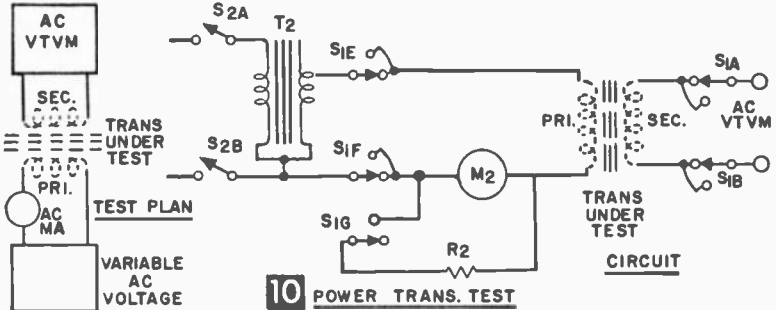 AC
VTVM
SEC.
TRANS
UNDER
TEST
PRI.
AC
MA
TEST PLAN
VARIABLE
AC
VOLTAGE
S2A
T2
S1E
S2B
S1F
S1G
M2
R2
PRI.
SEC.
TRANS
UNDER
TEST
S1A
AC
VTVM
S1B
CIRCUIT
10 POWER TRANS. TEST